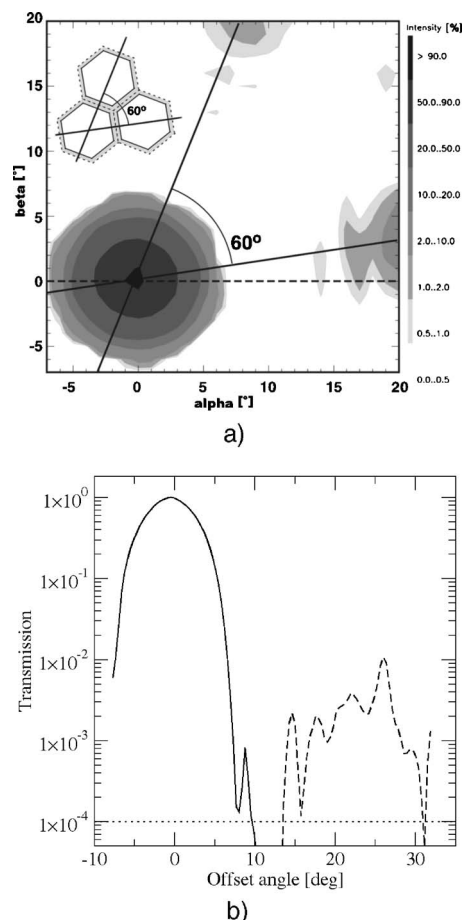 Intensity [%]
20
> 90.0
15
50.0..90.0
60°
20.0..50.0
10
10.0..20.0
beta [°]
5
2.0..10.0
60°
0
1.0..2.0
-5
0.5..1.0
0.0..0.5
-5 0 5 10 15 20
alpha [°]
a)
1×10^0
1×10^-1
Transmission
1×10^-2
1×10^-3
1×10^-4
-10 0 10 20 30
Offset angle [deg]
b)